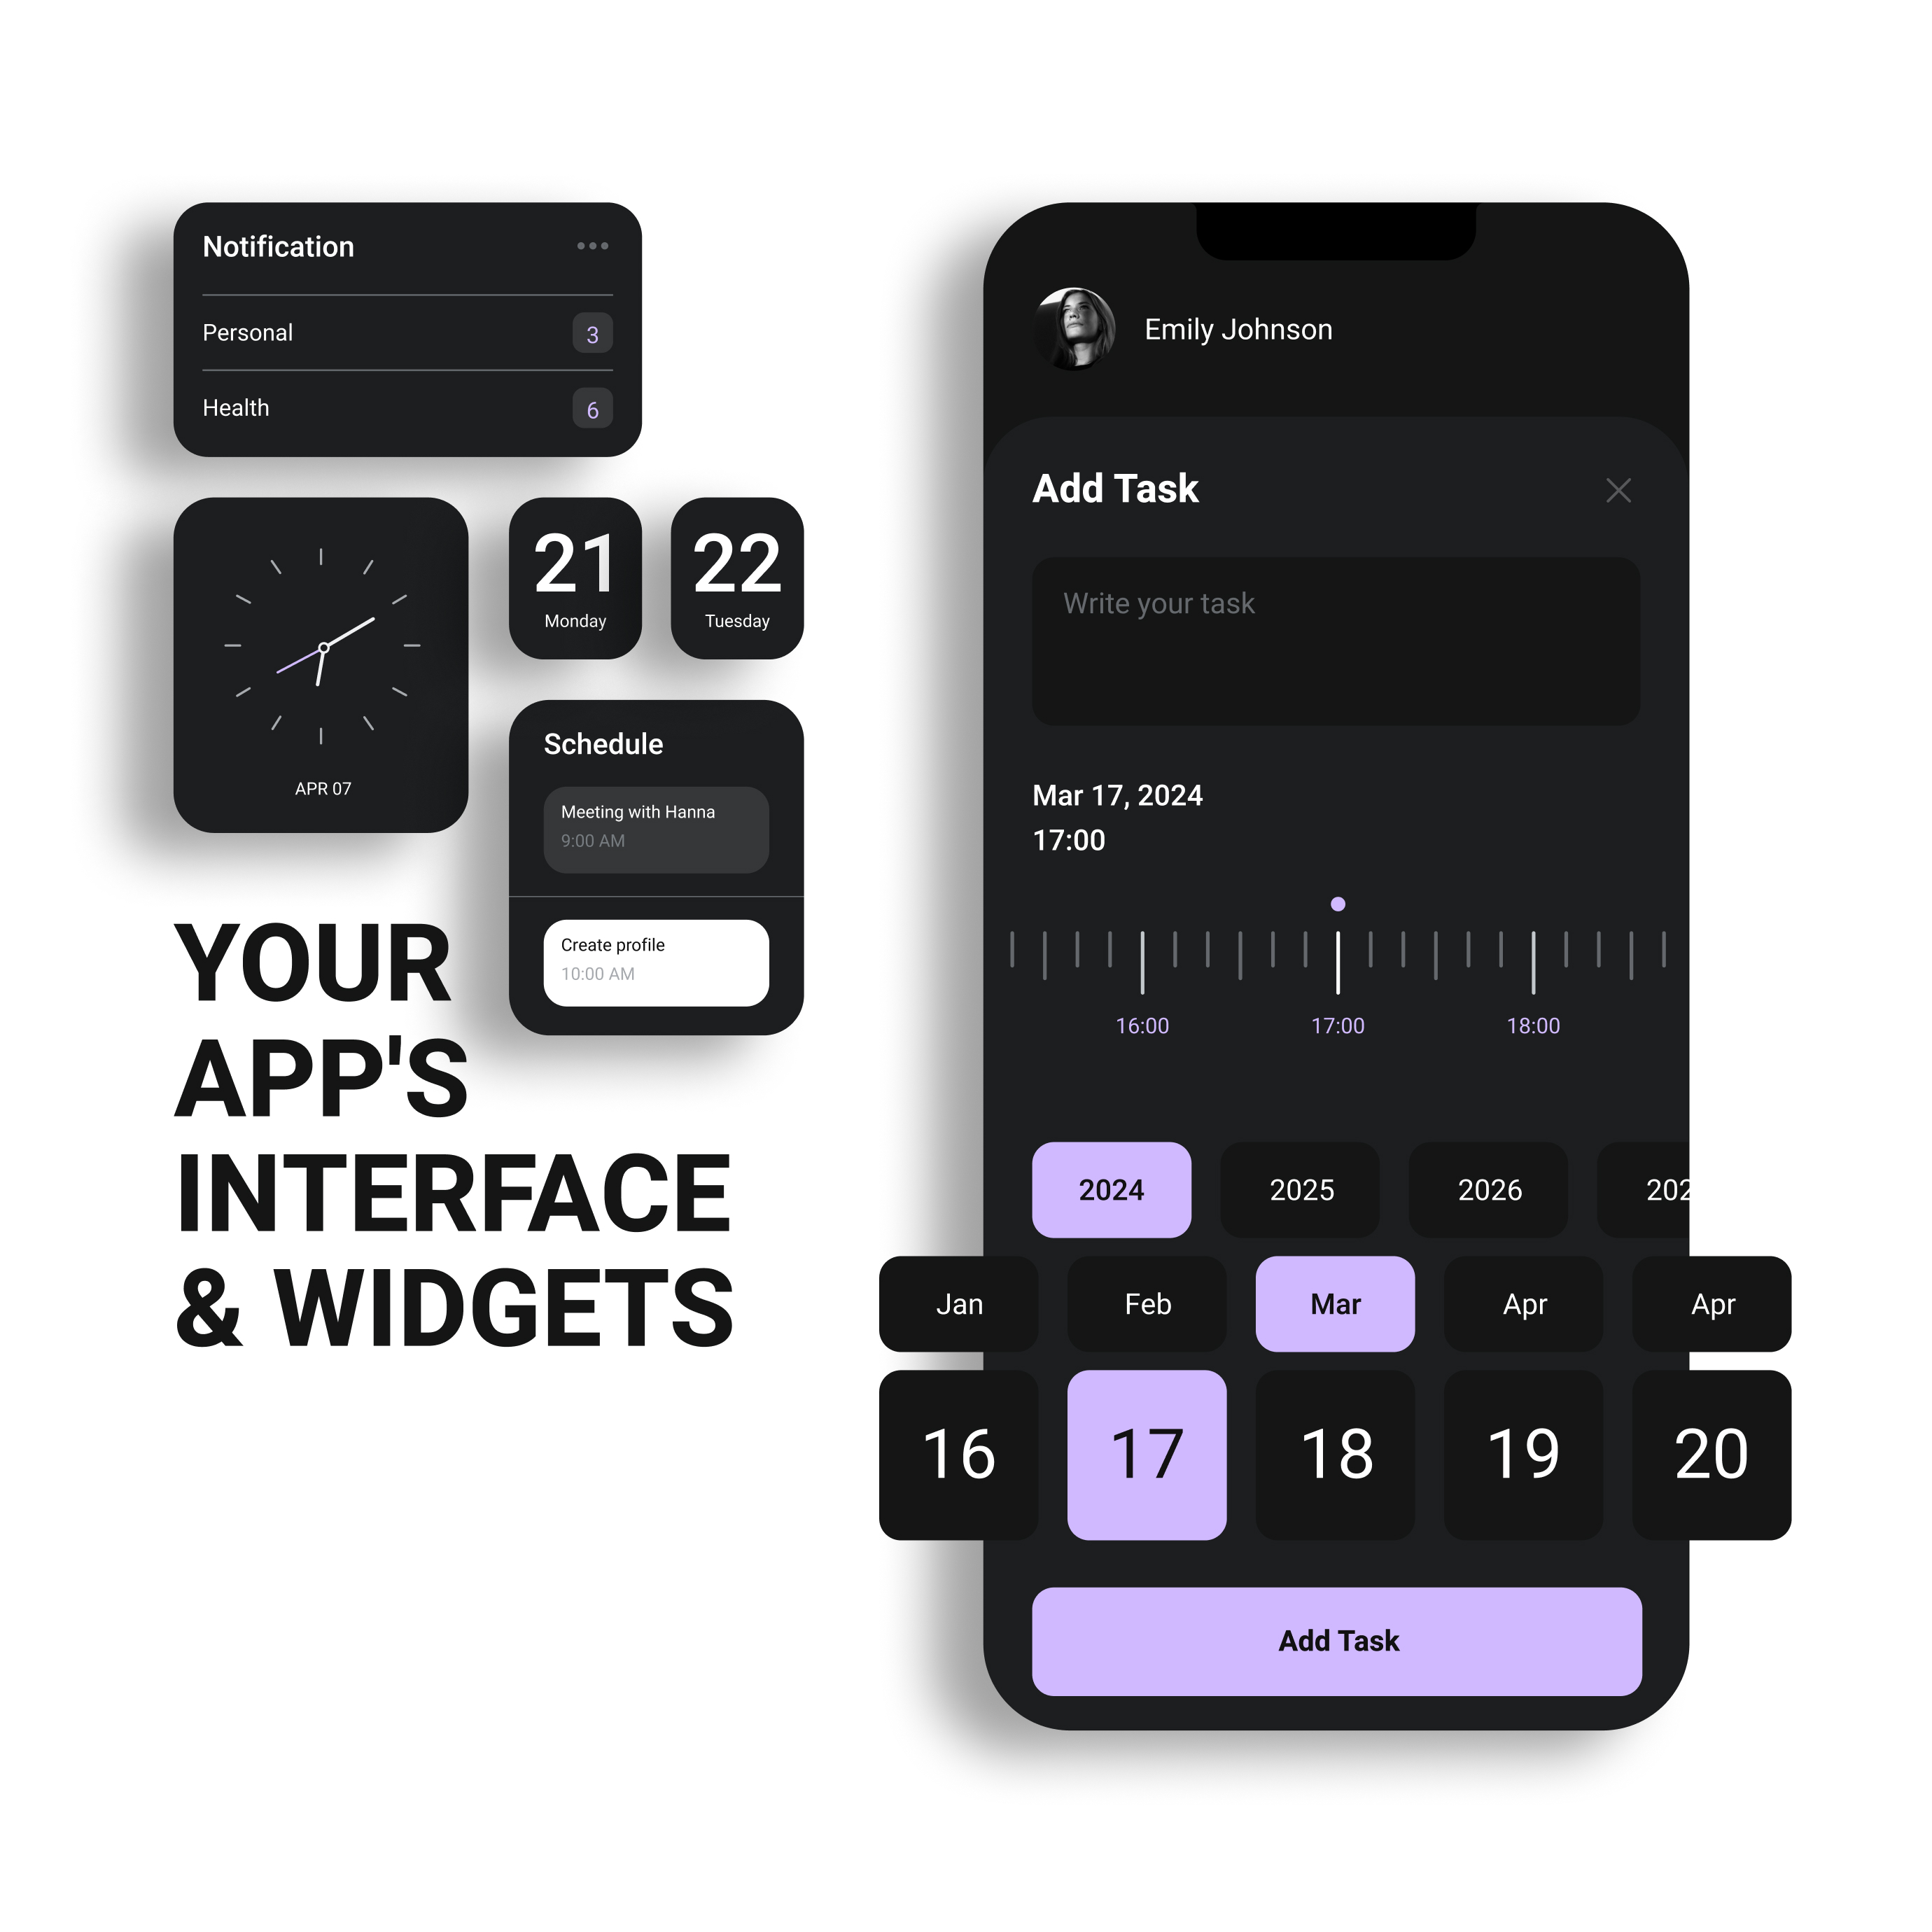 Notification
Personal 3
Health 6
21
Monday
22
Tuesday
APR 07
Schedule
Meeting with Hanna
9:00 AM
Create profile
10:00 AM
YOUR
APP'S
INTERFACE
& WIDGETS
Emily Johnson
Add Task
Write your task
Mar 17, 2024
17:00
16:00 17:00 18:00
2024 2025 2026 202
Jan Feb Mar Apr Apr
16 17 18 19 20
Add Task